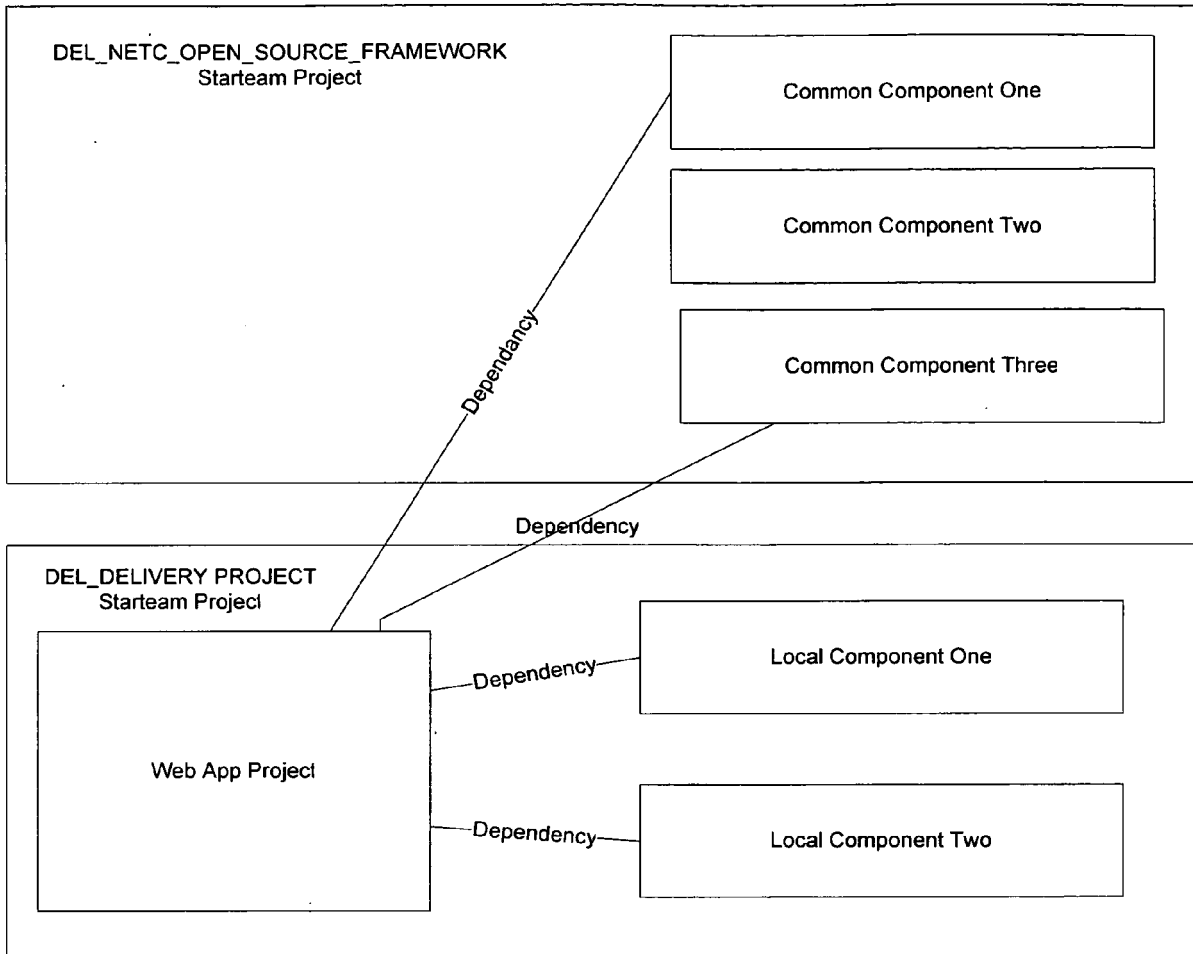 DEL_NETC_OPEN_SOURCE_FRAMEWORK
Starteam Project
Common Component One
Common Component Two
Common Component Three
Dependancy
Dependency
DEL_DELIVERY PROJECT
Starteam Project
Web App Project
Dependency
Local Component One
Dependency
Local Component Two